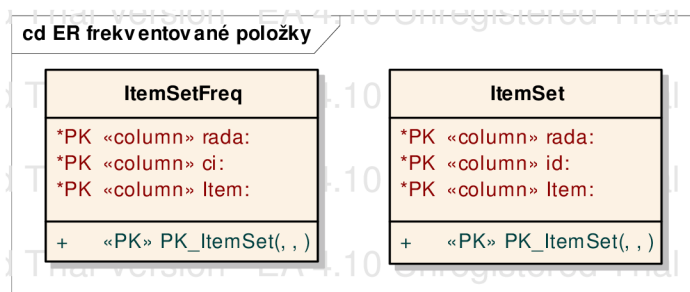 cd ER frekventované položky
ItemSetFreq
*PK «column» rada:
*PK «column» ci:
*PK «column» Item:
+ «PK» PK_ItemSet(, , )
ItemSet
*PK «column» rada:
*PK «column» id:
*PK «column» Item:
+ «PK» PK_ItemSet(, , )